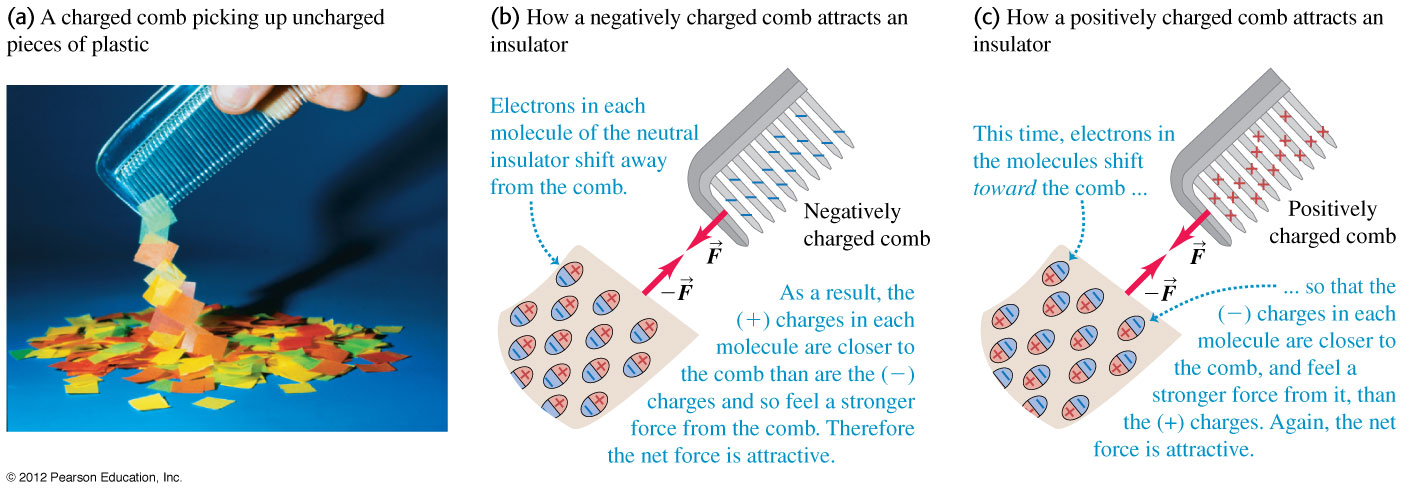 (a) A charged comb picking up uncharged
pieces of plastic
(b) How a negatively charged comb attracts an
insulator
Electrons in each
molecule of the neutral
insulator shift away
from the comb.
Negatively
charged comb
F⃗
−F⃗
As a result, the
(+) charges in each
molecule are closer to
the comb than are the (−)
charges and so feel a stronger
force from the comb. Therefore
the net force is attractive.
(c) How a positively charged comb attracts an
insulator
This time, electrons in
the molecules shift
toward the comb ...
Positively
charged comb
F⃗
−F⃗
... so that the
(−) charges in each
molecule are closer to
the comb, and feel a
stronger force from it, than
the (+) charges. Again, the net
force is attractive.
© 2012 Pearson Education, Inc.